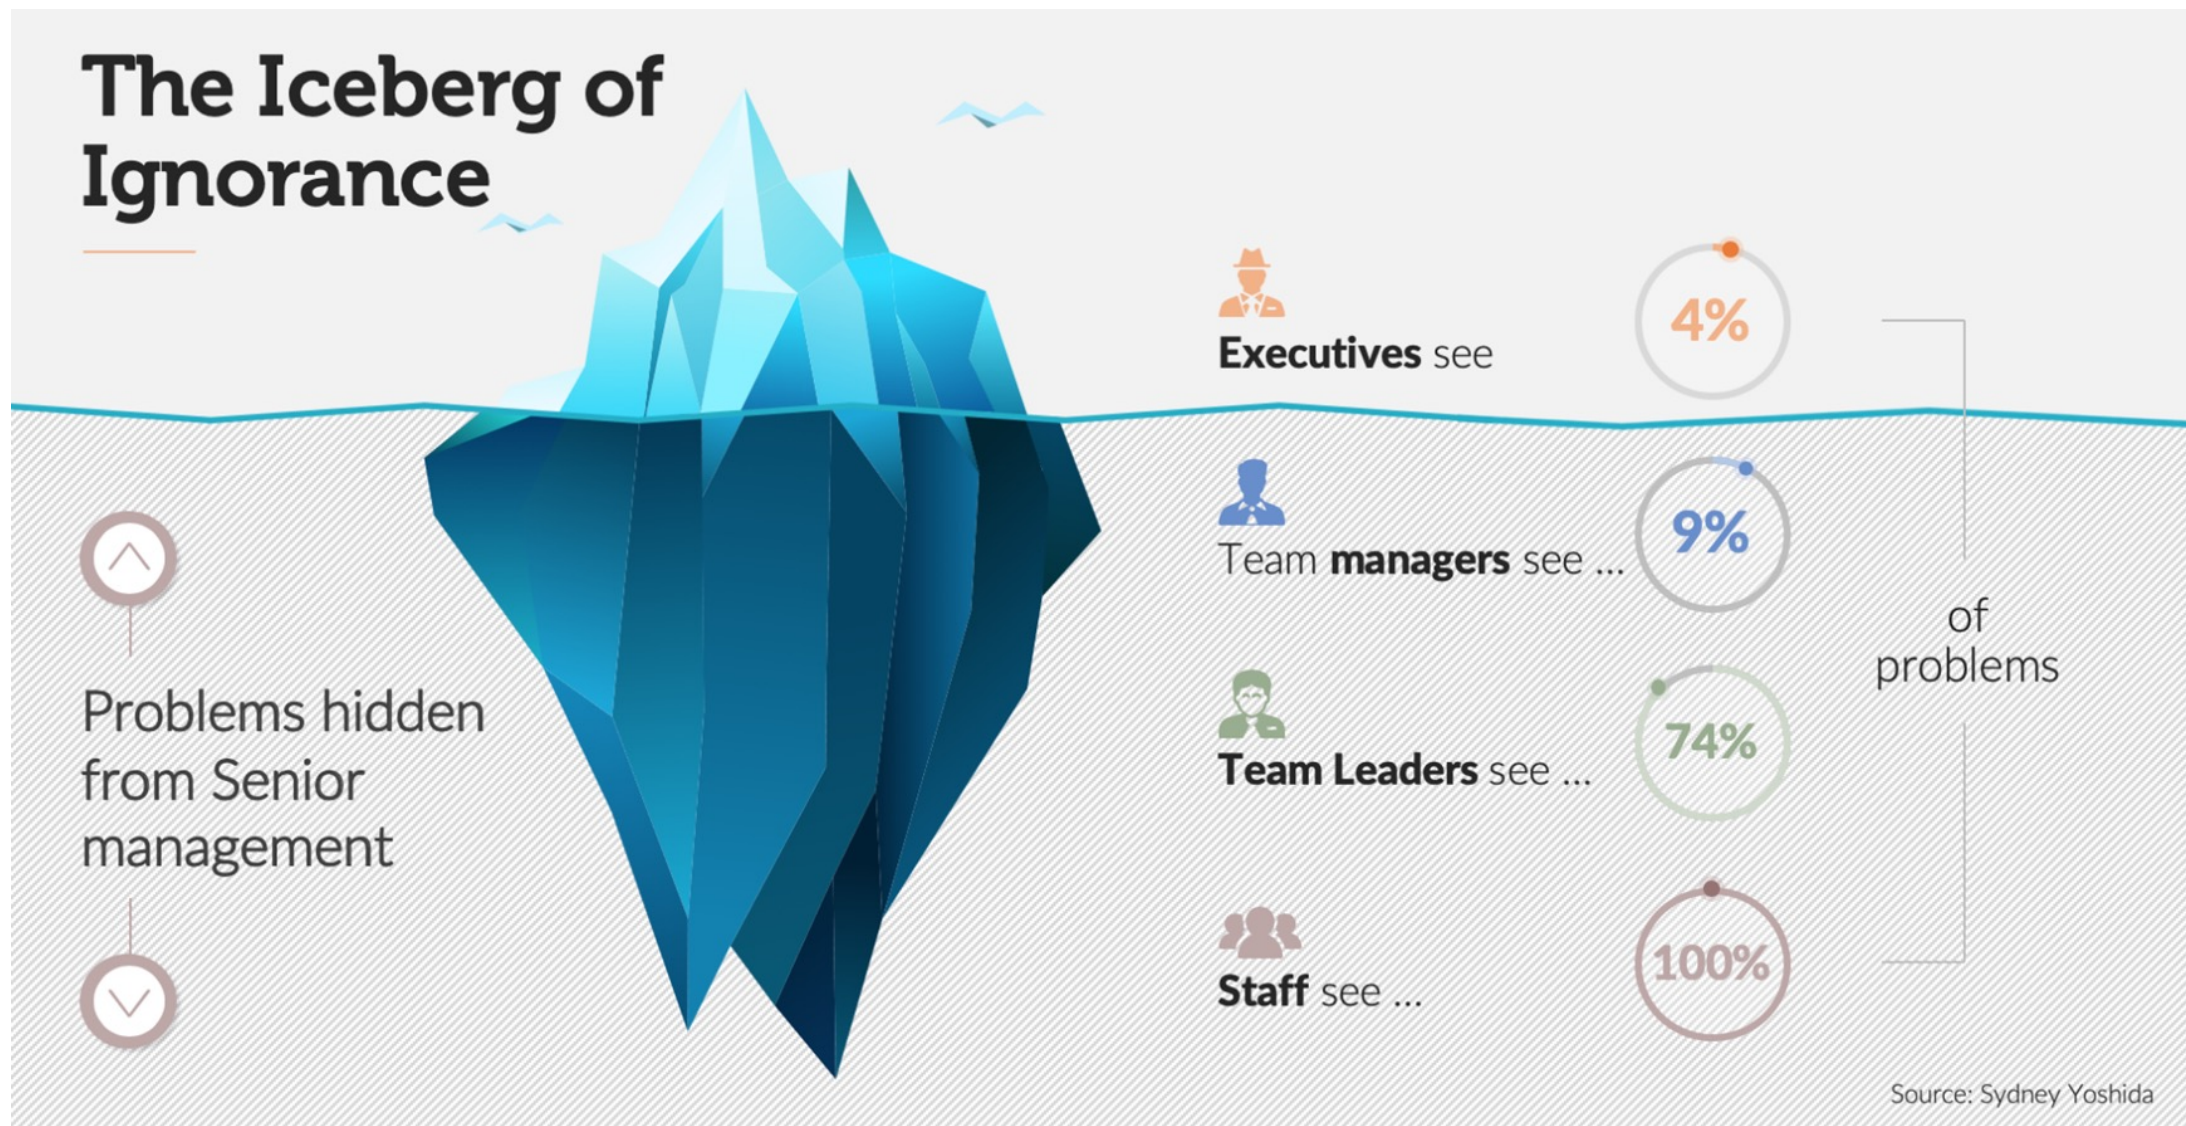 The Iceberg of
Ignorance
Executives see
4%
Team managers see ...
9%
of
problems
Problems hidden
from Senior
management
Team Leaders see ...
74%
Staff see ...
100%
Source: Sydney Yoshida